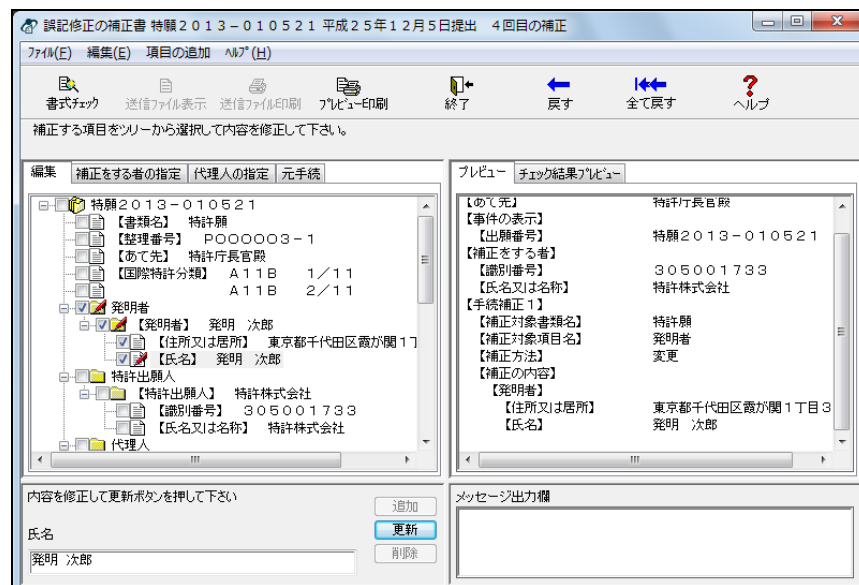 誤記修正の補正書 特願２０１３－０１０５２１ 平成２５年１２月５日提出　４回目の補正
ﾌｧｲﾙ(F)　編集(E)　項目の追加　ﾍﾙﾌﾟ(H)
書式ﾁｪｯｸ　送信ﾌｧｲﾙ表示　送信ﾌｧｲﾙ印刷　ﾌﾟﾚﾋﾞｭｰ印刷　終了　戻す　全て戻す　ヘルプ
補正する項目をツリーから選択して内容を修正して下さい。
編集　補正をする者の指定　代理人の指定　元手続
特願２０１３－０１０５２１
【書類名】　特許願
【整理番号】　Ｐ０００００３－１
【あて先】　特許庁長官殿
【国際特許分類】　Ａ１１Ｂ　１／１１
Ａ１１Ｂ　２／１１
発明者
【発明者】　発明　次郎
【住所又は居所】　東京都千代田区霞が関１丁
【氏名】　発明　次郎
特許出願人
【特許出願人】　特許株式会社
【識別番号】　３０５００１７３３
【氏名又は名称】　特許株式会社
代理人
プレビュー　チェック結果ﾌﾟﾚﾋﾞｭｰ
【あて先】　特許庁長官殿
【事件の表示】
【出願番号】　特願２０１３－０１０５２１
【補正をする者】
【識別番号】　３０５００１７３３
【氏名又は名称】　特許株式会社
【手続補正１】
【補正対象書類名】　特許願
【補正対象項目名】　発明者
【補正方法】　変更
【補正の内容】
【発明者】
【住所又は居所】　東京都千代田区霞が関１丁目３
【氏名】　発明　次郎
内容を修正して更新ボタンを押して下さい
追加
更新
削除
氏名
発明　次郎
メッセージ出力欄